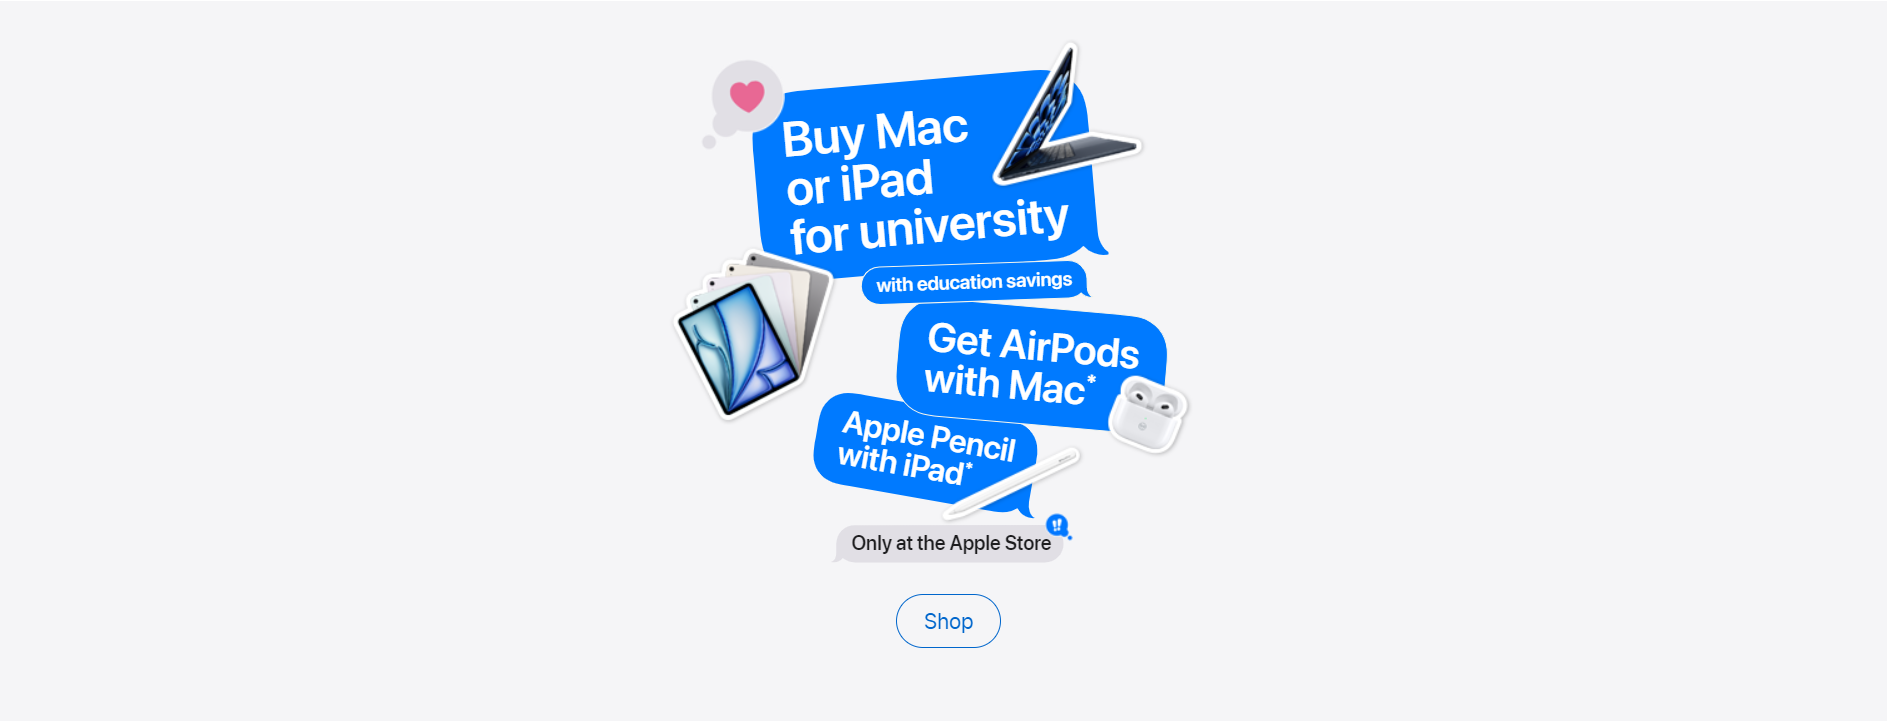 Buy Mac
or iPad
for university
with education savings
Get AirPods
with Mac*
Apple Pencil
with iPad*
Only at the Apple Store
Shop